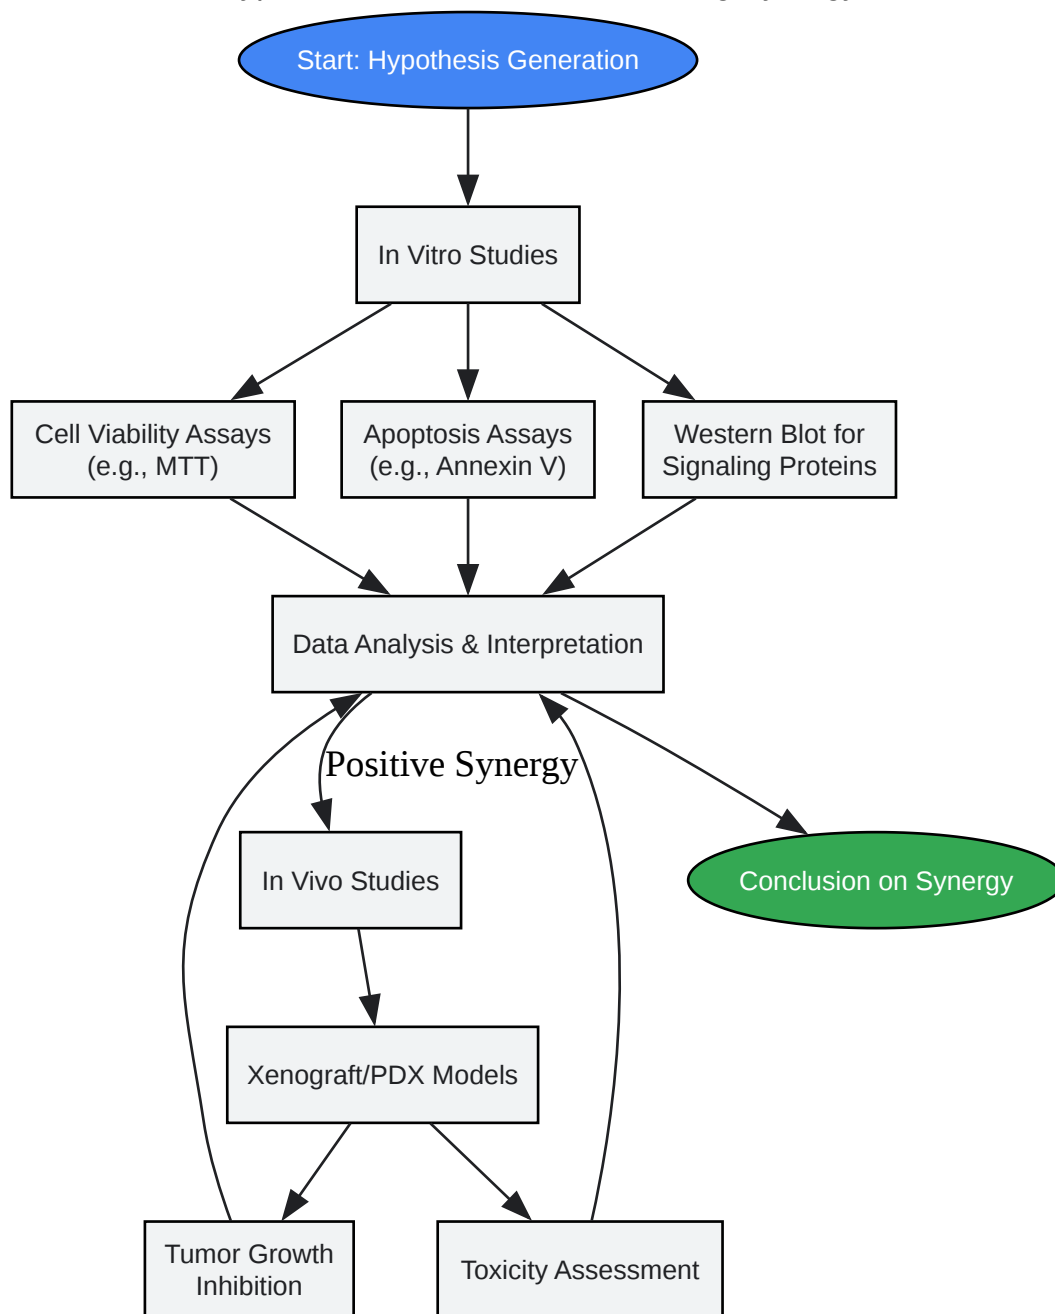 Start: Hypothesis Generation
In Vitro Studies
Cell Viability Assays
(e.g., MTT)
Apoptosis Assays
(e.g., Annexin V)
Western Blot for
Signaling Proteins
Data Analysis & Interpretation
Positive Synergy
In Vivo Studies
Conclusion on Synergy
Xenograft/PDX Models
Tumor Growth
Inhibition
Toxicity Assessment